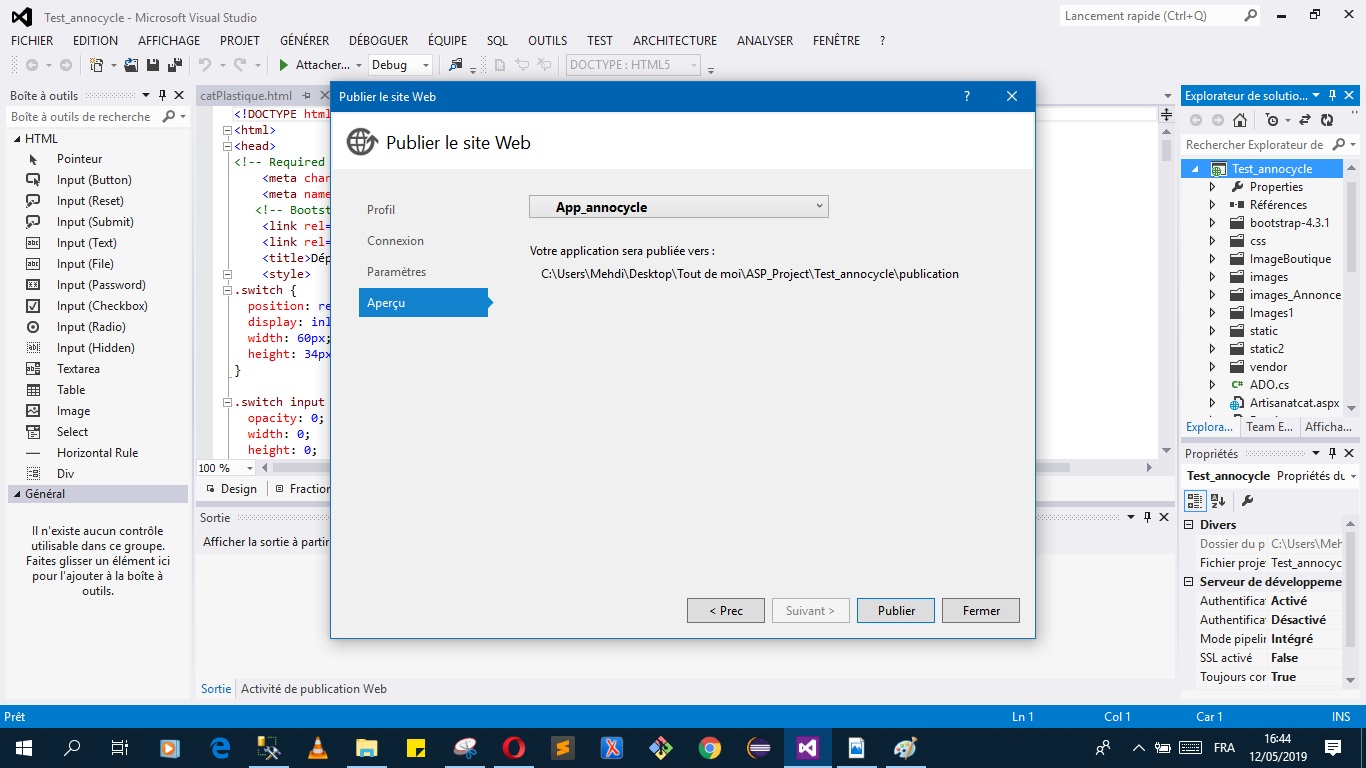 Test_annocycle - Microsoft Visual Studio
Lancement rapide (Ctrl+Q)
FICHIER EDITION AFFICHAGE PROJET GÉNÉRER DÉBOGUER ÉQUIPE SQL OUTILS TEST ARCHITECTURE ANALYSER FENÊTRE ?
Attacher... Debug DOCTYPE : HTML5
Boîte à outils
Boîte à outils de recherche
HTML
Pointeur
Input (Button)
Input (Reset)
Input (Submit)
Input (Text)
Input (File)
Input (Password)
Input (Checkbox)
Input (Radio)
Input (Hidden)
Textarea
Table
Image
Select
Horizontal Rule
Div
Général
Il n'existe aucun contrôle
utilisable dans ce groupe.
Faites glisser un élément ici
pour l'ajouter à la boîte à
outils.
catPlastique.html
<!DOCTYPE html
<html>
<head>
<!-- Required
<meta char
<meta name
<!-- Boots
<link rel=
<link rel=
<title>Dép
<style>
.switch {
position: re
display: inl
width: 60px;
height: 34px
}
.switch input
opacity: 0;
width: 0;
height: 0;
100 %
Design Fraction
Sortie
Afficher la sortie à partir
Sortie Activité de publication Web
Publier le site Web ?
Publier le site Web
Profil
Connexion
Paramètres
Aperçu
App_annocycle
Votre application sera publiée vers :
C:\Users\Mehdi\Desktop\Tout de moi\ASP_Project\Test_annocycle\publication
< Prec Suivant > Publier Fermer
Explorateur de solutio...
Rechercher Explorateur de
Test_annocycle
Properties
Références
bootstrap-4.3.1
css
ImageBoutique
images
images_Annonce
Images1
static
static2
vendor
ADO.cs
Artisanatcat.aspx
Explora... Team E... Afficha...
Propriétés
Test_annocycle Propriétés du
Divers
Dossier du p C:\Users\Meh
Fichier proje Test_annocyc
Serveur de développeme
Authentifica Activé
Authentifica Désactivé
Mode pipelin Intégré
SSL activé False
Toujours cor True
Prêt Ln 1 Col 1 Car 1 INS
FRA
16:44
12/05/2019